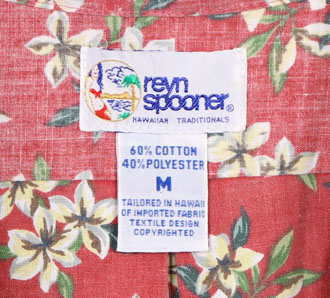 reyn
spooner®
HAWAIIAN TRADITIONALS
60% COTTON
40% POLYESTER
M
TAILORED IN HAWAII
OF IMPORTED FABRIC
TEXTILE DESIGN
COPYRIGHTED